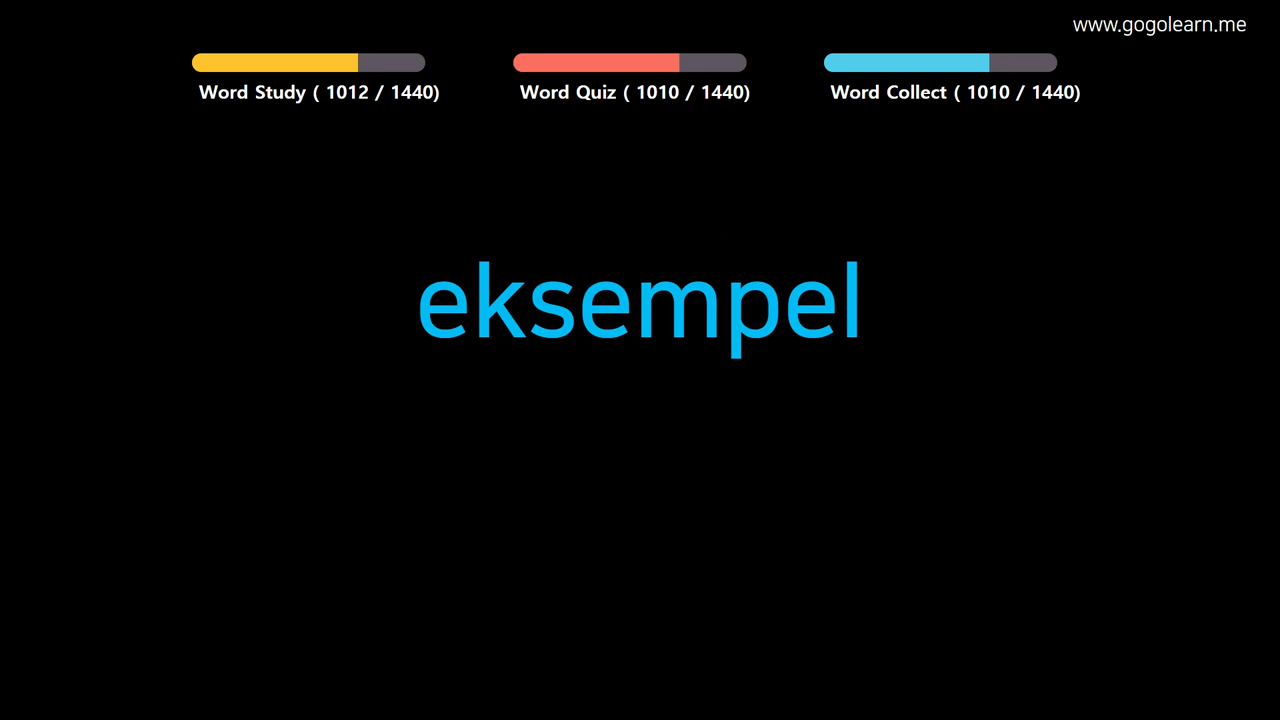 www.gogolearn.me
Word Study ( 1012 / 1440)
Word Quiz ( 1010 / 1440)
Word Collect ( 1010 / 1440)
eksempel